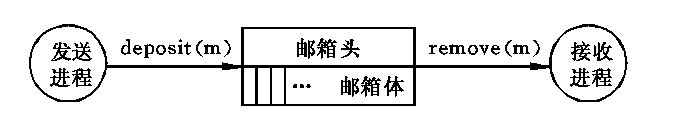 发送
进程
deposit(m)
邮箱头
… 邮箱体
remove(m)
接收
进程